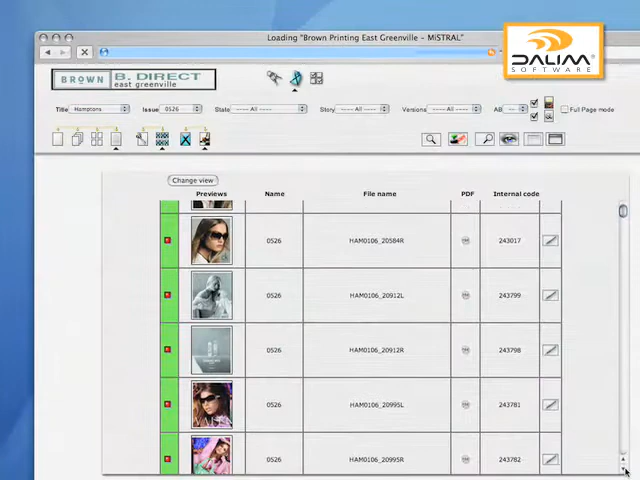 Loading "Brown Printing East Greenville - MiSTRAL"
DALIM
SOFTWARE
BROWN B. DIRECT
east greenville
Title Hamptons Issue 0526 State ---- All ---- Story ---- All ---- Versions ---- All ---- AB -- Full Page mode
Change view
Previews Name File name PDF Internal code
0526 HAM0106_20584R 243017
0526 HAM0106_20912L 243799
0526 HAM0106_20912R 243798
0526 HAM0106_20995L 243781
0526 HAM0106_20995R 243782